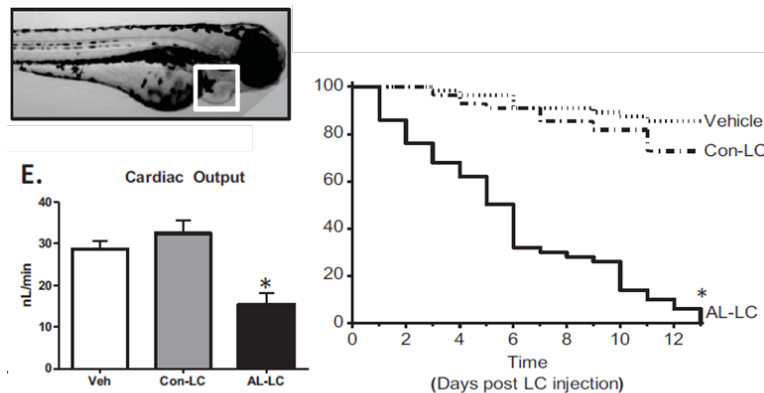 E.
Cardiac Output
nL/min
40
30
20
10
0
*
Veh
Con-LC
AL-LC
100
80
60
40
20
0
Vehicle
Con-LC
*
AL-LC
0
2
4
6
8
10
12
Time
(Days post LC injection)